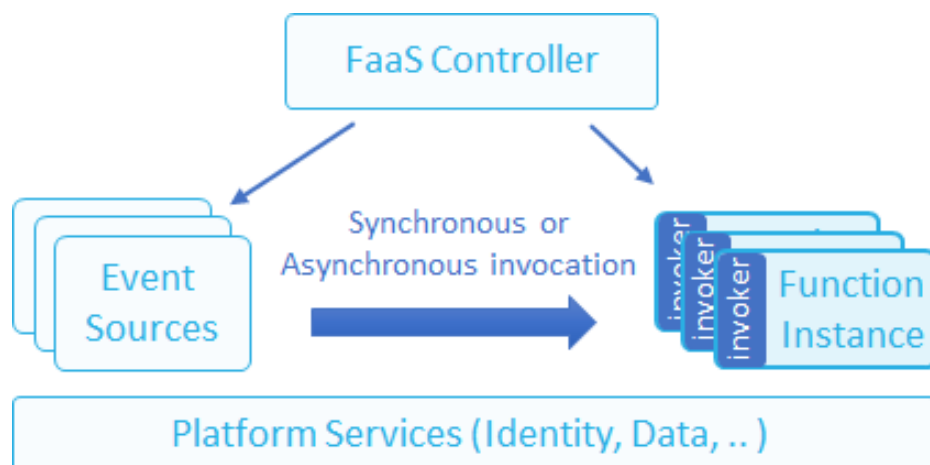 FaaS Controller
Synchronous or
Asynchronous invocation
Event
Sources
invoker
invoker
invoker
Function
Instance
Platform Services (Identity, Data, .. )